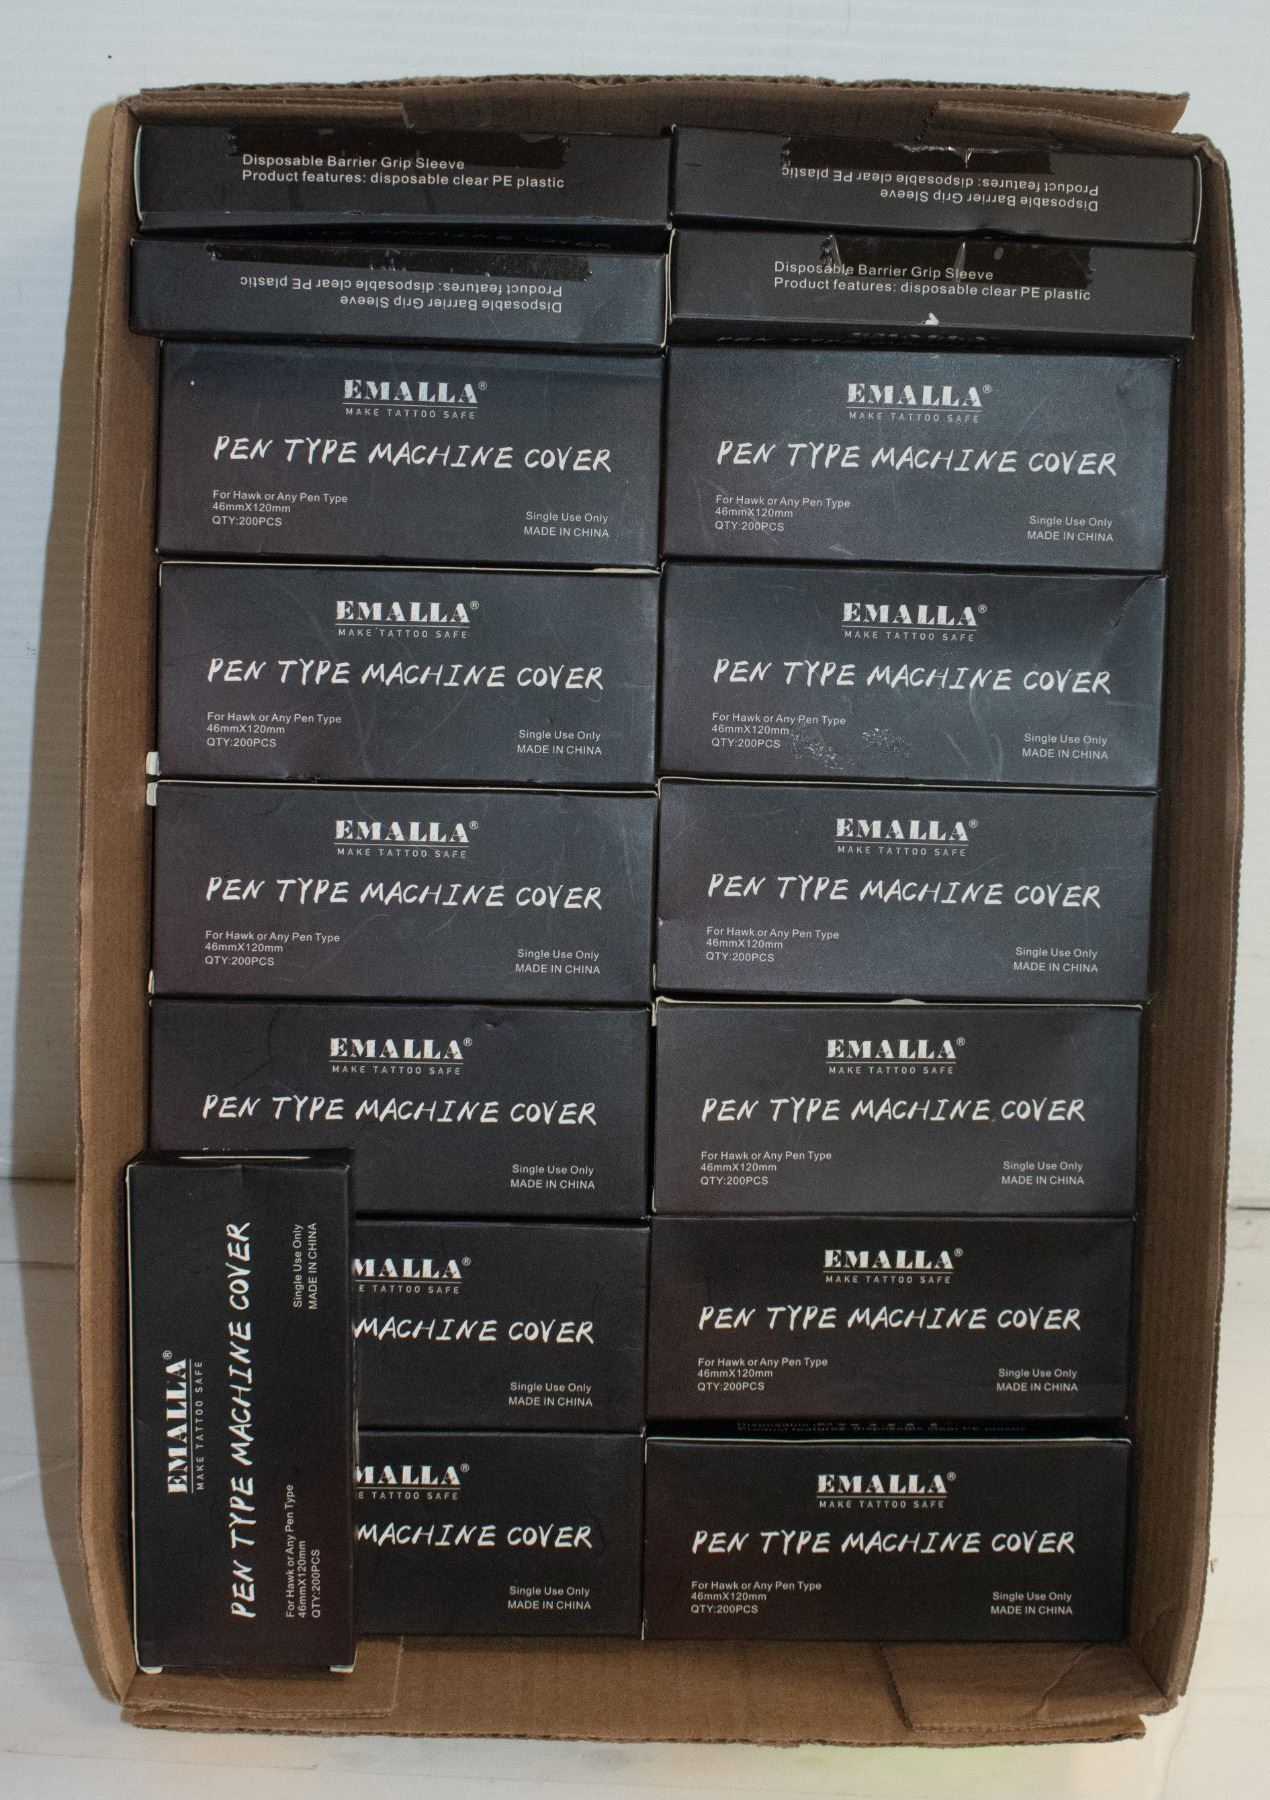 Disposable Barrier Grip Sleeve
Product features: disposable clear PE plastic
Disposable Barrier Grip Sleeve
Product features: disposable clear PE plastic
Disposable Barrier Grip Sleeve
Product features: disposable clear PE plastic
Disposable Barrier Grip Sleeve
Product features: disposable clear PE plastic
EMALLA®
MAKE TATTOO SAFE
PEN TYPE MACHINE COVER
For Hawk or Any Pen Type
46mmX120mm
QTY:200PCS
Single Use Only
MADE IN CHINA
EMALLA®
MAKE TATTOO SAFE
PEN TYPE MACHINE COVER
For Hawk or Any Pen Type
46mmX120mm
QTY:200PCS
Single Use Only
MADE IN CHINA
EMALLA®
MAKE TATTOO SAFE
PEN TYPE MACHINE COVER
For Hawk or Any Pen Type
46mmX120mm
QTY:200PCS
Single Use Only
MADE IN CHINA
EMALLA®
MAKE TATTOO SAFE
PEN TYPE MACHINE COVER
For Hawk or Any Pen Type
46mmX120mm
QTY:200PCS
Single Use Only
MADE IN CHINA
EMALLA®
MAKE TATTOO SAFE
PEN TYPE MACHINE COVER
For Hawk or Any Pen Type
46mmX120mm
QTY:200PCS
Single Use Only
MADE IN CHINA
EMALLA®
MAKE TATTOO SAFE
PEN TYPE MACHINE COVER
For Hawk or Any Pen Type
46mmX120mm
QTY:200PCS
Single Use Only
MADE IN CHINA
EMALLA®
MAKE TATTOO SAFE
PEN TYPE MACHINE COVER
Single Use Only
MADE IN CHINA
EMALLA®
MAKE TATTOO SAFE
PEN TYPE MACHINE COVER
For Hawk or Any Pen Type
46mmX120mm
QTY:200PCS
Single Use Only
MADE IN CHINA
EMALLA®
MAKE TATTOO SAFE
PEN TYPE MACHINE COVER
For Hawk or Any Pen Type
46mmX120mm
QTY:200PCS
Single Use Only
MADE IN CHINA
MALLA®
E TATTOO SAFE
MACHINE COVER
Single Use Only
MADE IN CHINA
EMALLA®
MAKE TATTOO SAFE
PEN TYPE MACHINE COVER
For Hawk or Any Pen Type
46mmX120mm
QTY:200PCS
Single Use Only
MADE IN CHINA
MALLA®
E TATTOO SAFE
MACHINE COVER
Single Use Only
MADE IN CHINA
EMALLA®
MAKE TATTOO SAFE
PEN TYPE MACHINE COVER
For Hawk or Any Pen Type
46mmX120mm
QTY:200PCS
Single Use Only
MADE IN CHINA